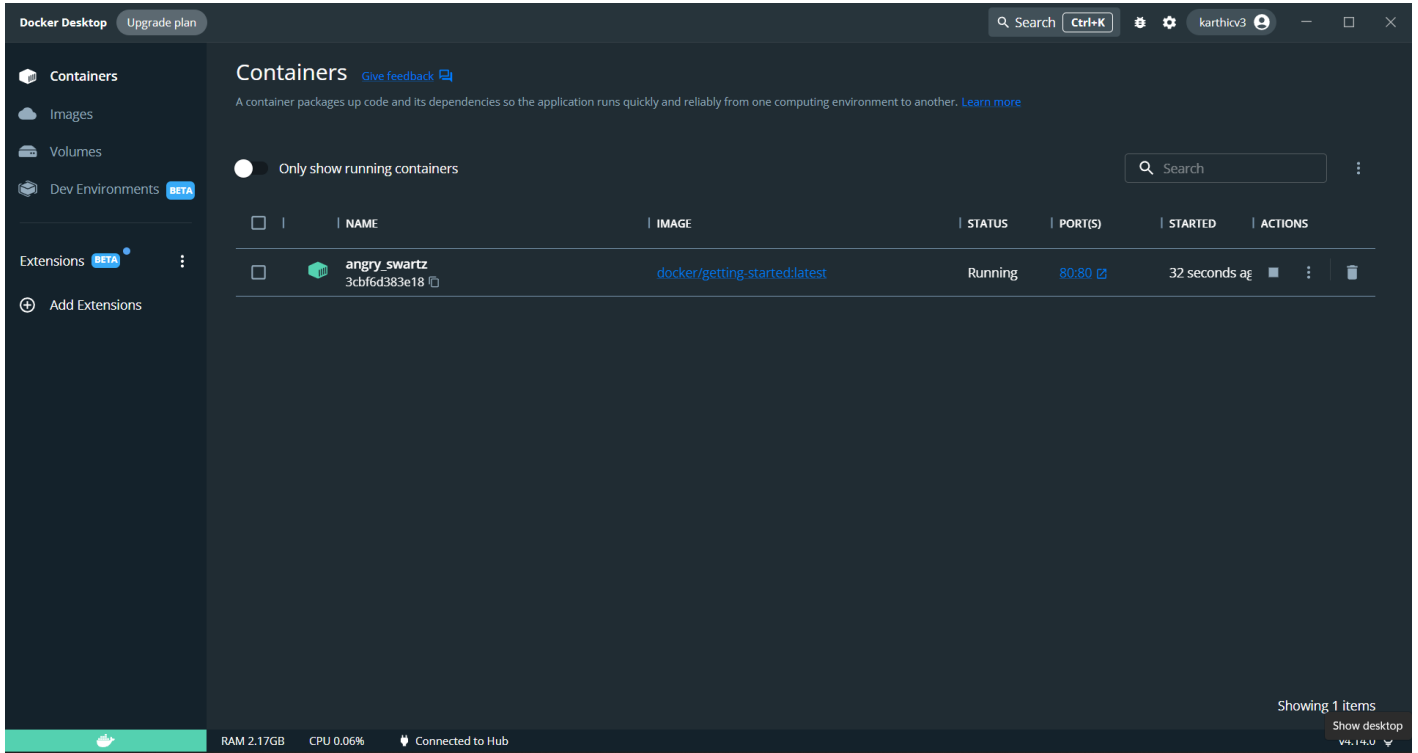 Docker Desktop Upgrade plan Search Ctrl+K karthicv3
Containers
Images
Volumes
Dev Environments BETA
Extensions BETA
Add Extensions
Containers Give feedback
A container packages up code and its dependencies so the application runs quickly and reliably from one computing environment to another. Learn more
Only show running containers Search
NAME IMAGE STATUS PORT(S) STARTED ACTIONS
angry_swartz docker/getting-started:latest Running 80:80 32 seconds ag
3cbf6d383e18
Showing 1 items
Show desktop
RAM 2.17GB CPU 0.06% Connected to Hub v4.14.0